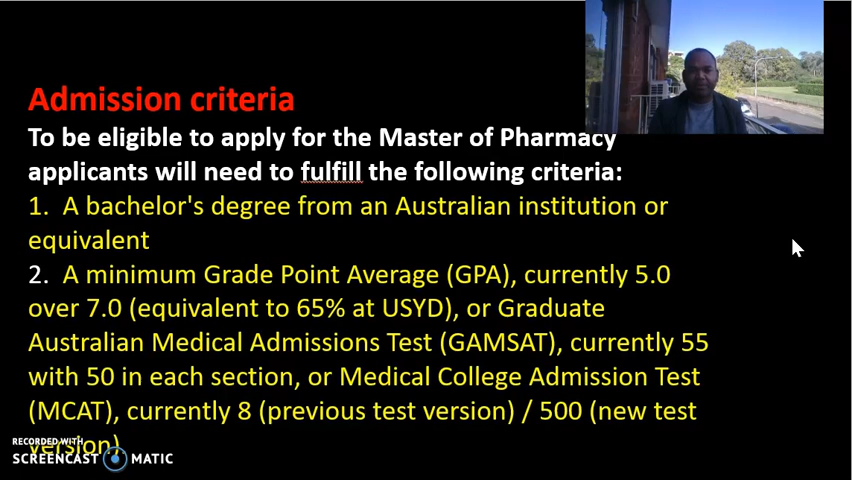 Admission criteria
To be eligible to apply for the Master of Pharmacy
applicants will need to fulfill the following criteria:
1. A bachelor's degree from an Australian institution or
equivalent
2. A minimum Grade Point Average (GPA), currently 5.0
over 7.0 (equivalent to 65% at USYD), or Graduate
Australian Medical Admissions Test (GAMSAT), currently 55
with 50 in each section, or Medical College Admission Test
(MCAT), currently 8 (previous test version) / 500 (new test
version)
RECORDED WITH
SCREENCAST MATIC